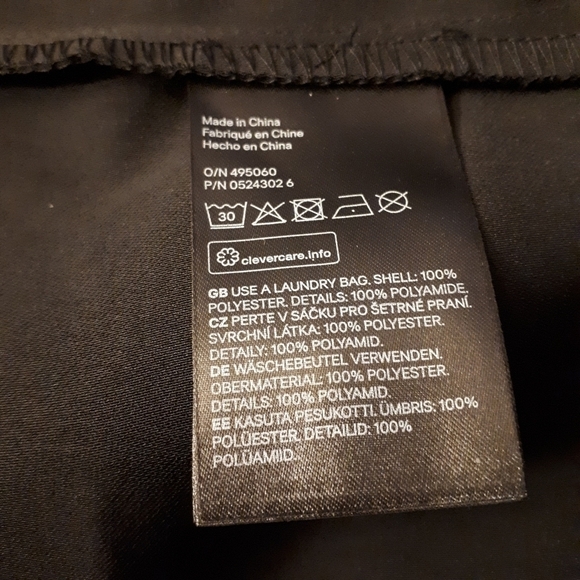 Made in China
Fabriqué en Chine
Hecho en China
O/N 495060
P/N 0524302 6
30
clevercare.info
GB USE A LAUNDRY BAG. SHELL: 100%
POLYESTER. DETAILS: 100% POLYAMIDE.
CZ PERTE V SÁČKU PRO ŠETRNÉ PRANÍ.
SVRCHNÍ LÁTKA: 100% POLYESTER.
DETAILY: 100% POLYAMID.
DE WÄSCHEBEUTEL VERWENDEN.
OBERMATERIAL: 100% POLYESTER.
DETAILS: 100% POLYAMID.
EE KASUTA PESUKOTTI. ÜMBRIS: 100%
POLÜESTER. DETAILID: 100%
POLÜAMIID.